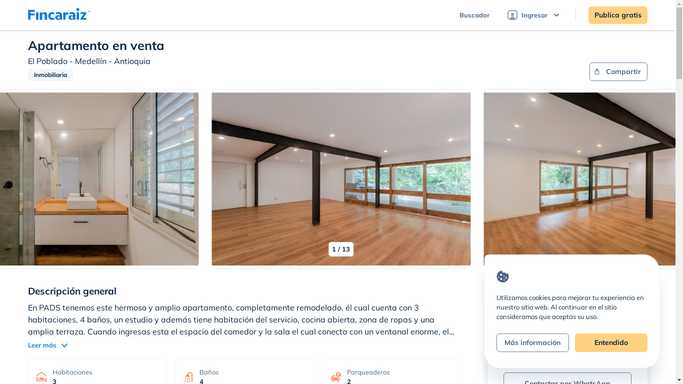 Fincaraiz
Buscador
Ingresar
Publica gratis
Apartamento en venta
El Poblado - Medellín - Antioquia
Inmobiliaria
Compartir
1 / 13
Descripción general
En PADS tenemos este hermoso y amplio apartamento, completamente remodelado, él cual cuenta con 3
habitaciones, 4 baños, un estudio y además tiene habitación del servicio, cocina abierta, zona de ropas y una
amplia terraza. Cuando ingresas esta el espacio del comedor y la sala el cual conecta con un ventanal enorme, el...
Leer más
Habitaciones
3
Baños
4
Parqueaderos
2
Utilizamos cookies para mejorar tu experiencia en
nuestro sitio web. Al continuar en el sitio
consideramos que aceptas su uso.
Más información
Entendido
Contactar por WhatsApp